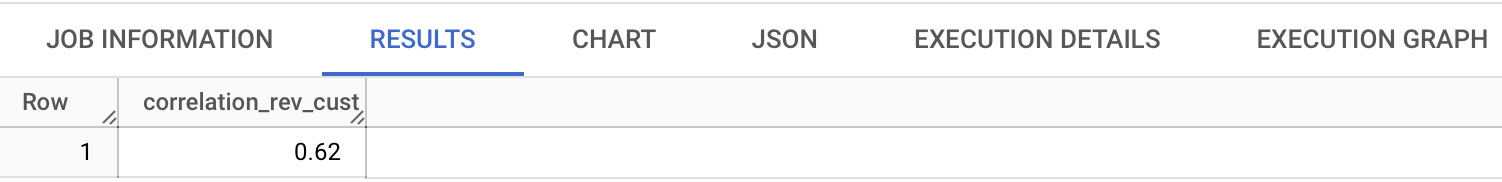 JOB INFORMATION RESULTS CHART JSON EXECUTION DETAILS EXECUTION GRAPH
Row correlation_rev_cust
1 0.62